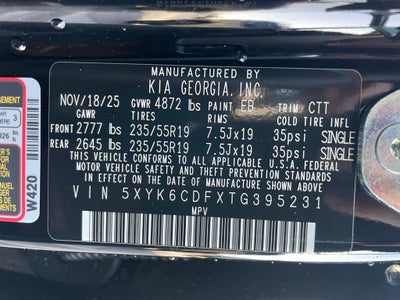 MANUFACTURED BY
KIA GEORGIA, INC.
NOV/18/25 GVWR 4872 lbs PAINT EB TRIM CTT
GAWR TIRES RIMS COLD TIRE INFL
FRONT 2777 lbs 235/55R19 7.5Jx19 35psi SINGLE
REAR 2645 lbs 235/55R19 7.5Jx19 35psi SINGLE
THIS VEHICLE CONFORMS TO ALL APPLICABLE U.S.A. FEDERAL
MOTOR VEHICLE SAFETY STANDARDS IN EFFECT
ON THE DATE OF MANUFACTURE SHOWN ABOVE.
VIN 5XYK6CDFXTG395231
MPV
W420